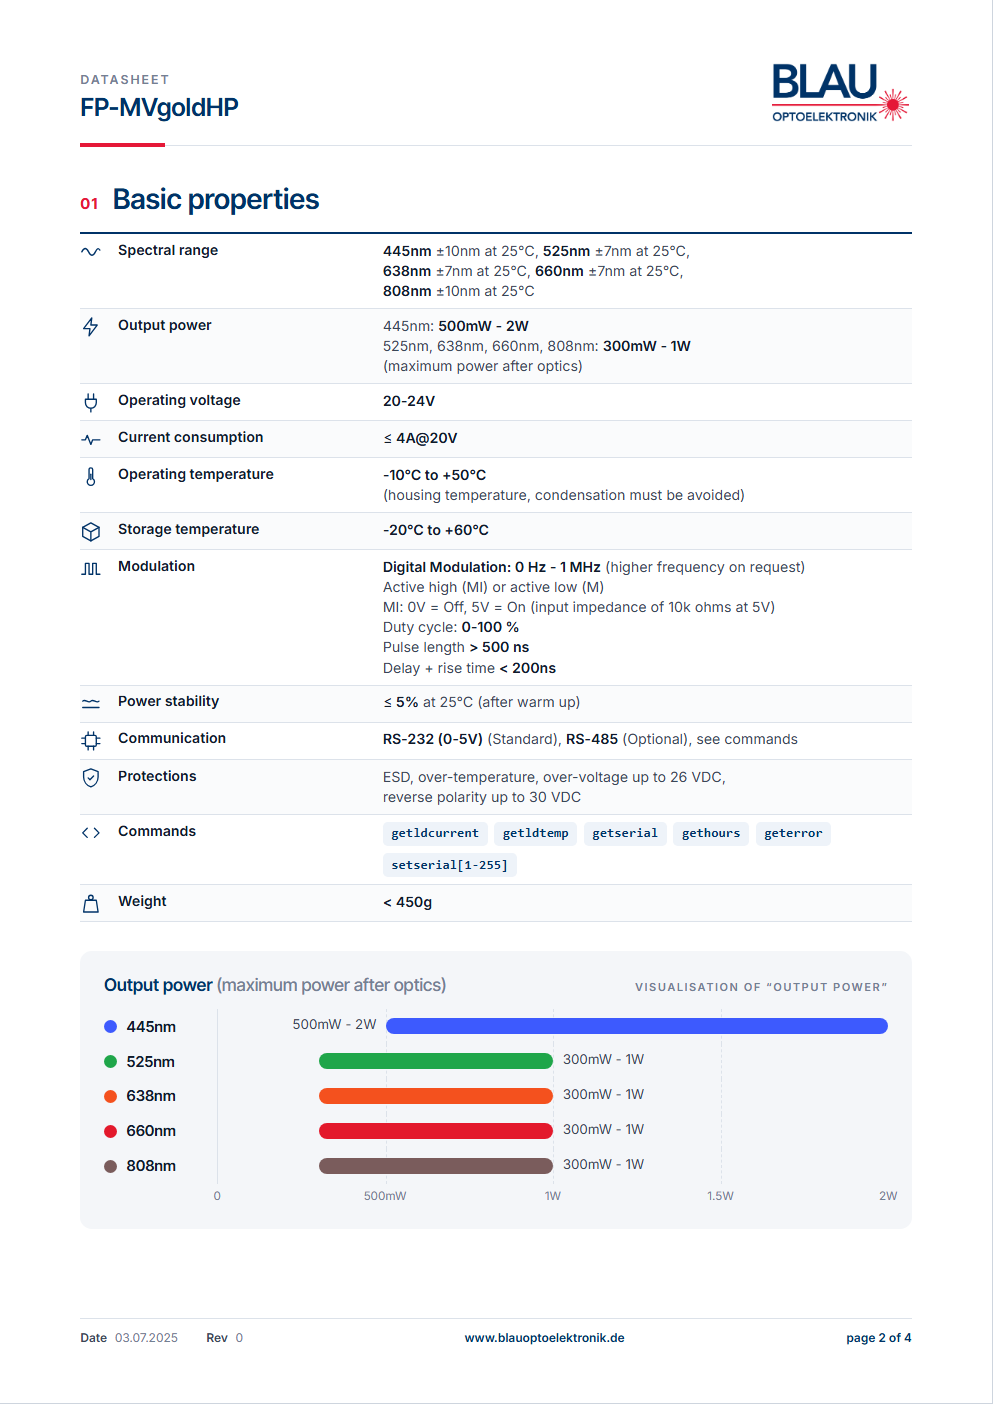 DATASHEET
FP-MVgoldHP
BLAU
OPTOELEKTRONIK
01 Basic properties
Spectral range
445nm ±10nm at 25°C, 525nm ±7nm at 25°C,
638nm ±7nm at 25°C, 660nm ±7nm at 25°C,
808nm ±10nm at 25°C
Output power
445nm: 500mW - 2W
525nm, 638nm, 660nm, 808nm: 300mW - 1W
(maximum power after optics)
Operating voltage
20-24V
Current consumption
≤ 4A@20V
Operating temperature
-10°C to +50°C
(housing temperature, condensation must be avoided)
Storage temperature
-20°C to +60°C
Modulation
Digital Modulation: 0 Hz - 1 MHz (higher frequency on request)
Active high (MI) or active low (M)
MI: 0V = Off, 5V = On (input impedance of 10k ohms at 5V)
Duty cycle: 0-100 %
Pulse length > 500 ns
Delay + rise time < 200ns
Power stability
≤ 5% at 25°C (after warm up)
Communication
RS-232 (0-5V) (Standard), RS-485 (Optional), see commands
Protections
ESD, over-temperature, over-voltage up to 26 VDC,
reverse polarity up to 30 VDC
Commands
getldcurrent getldtemp getserial gethours geterror
setserial[1-255]
Weight
< 450g
Output power (maximum power after optics)
VISUALISATION OF "OUTPUT POWER"
445nm 500mW - 2W
525nm 300mW - 1W
638nm 300mW - 1W
660nm 300mW - 1W
808nm 300mW - 1W
0 500mW 1W 1.5W 2W
Date 03.07.2025 Rev 0
www.blauoptoelektronik.de
page 2 of 4